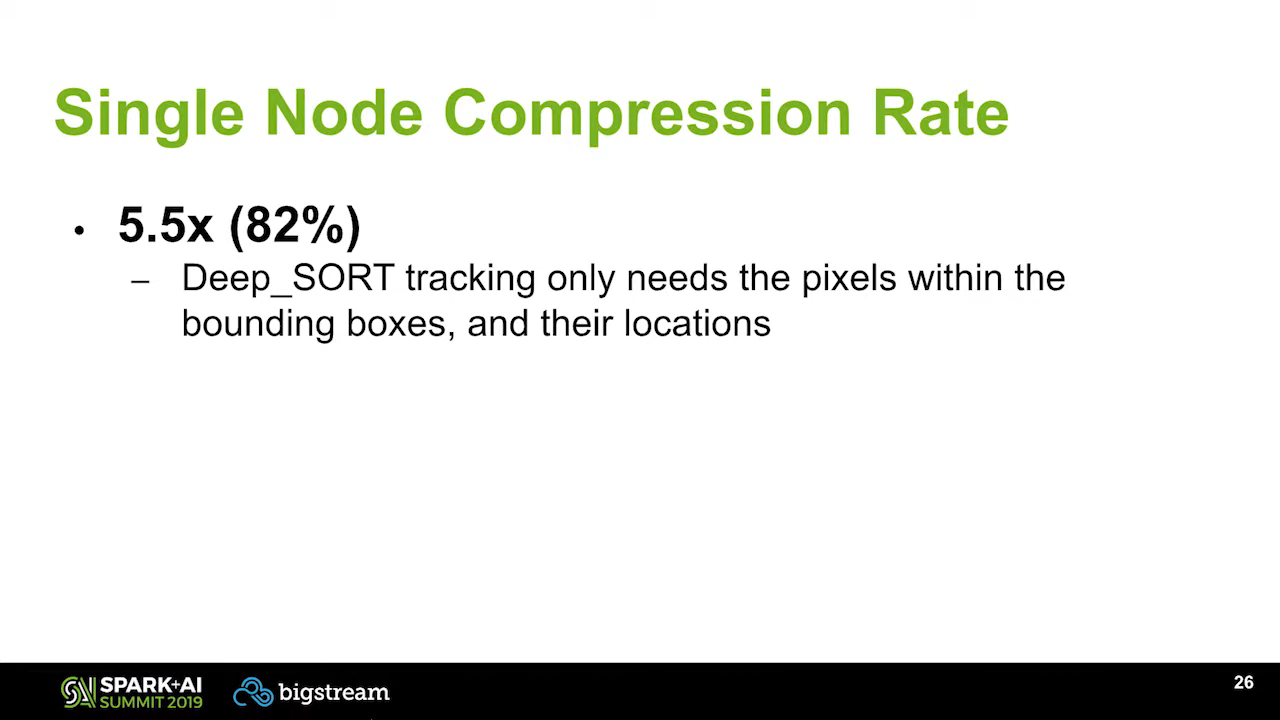 Single Node Compression Rate
• 5.5x (82%)
– Deep_SORT tracking only needs the pixels within the
bounding boxes, and their locations
SPARK+AI
SUMMIT 2019
bigstream
26